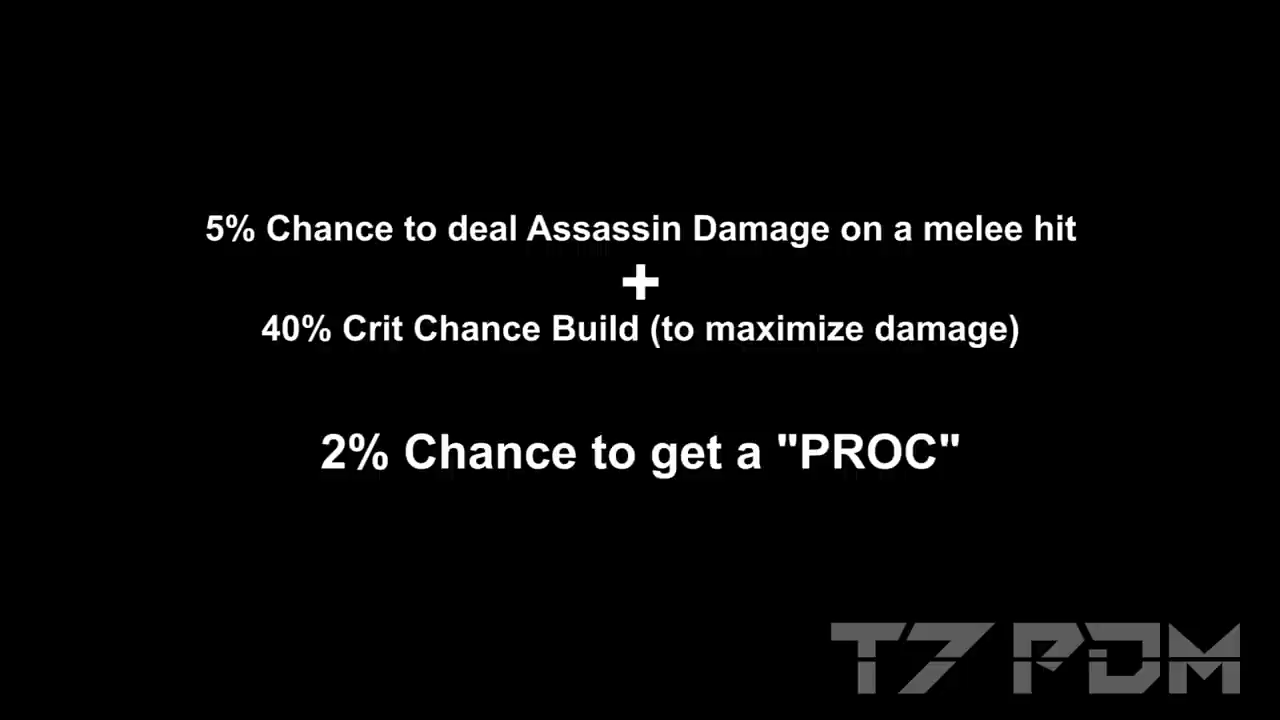 5% Chance to deal Assassin Damage on a melee hit
+
40% Crit Chance Build (to maximize damage)
2% Chance to get a "PROC"
T7 PDM